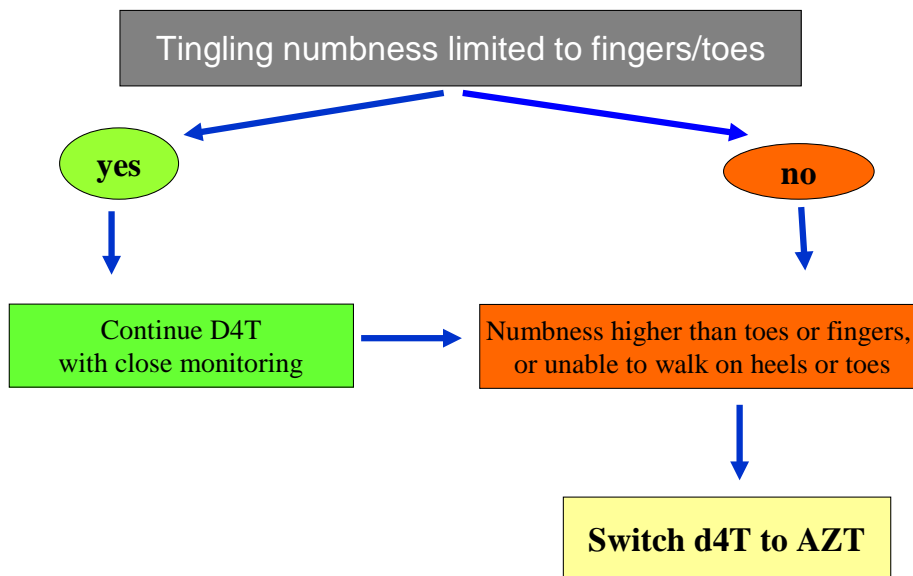 Tingling numbness limited to fingers/toes
yes
no
Continue D4T
with close monitoring
Numbness higher than toes or fingers,
or unable to walk on heels or toes
Switch d4T to AZT